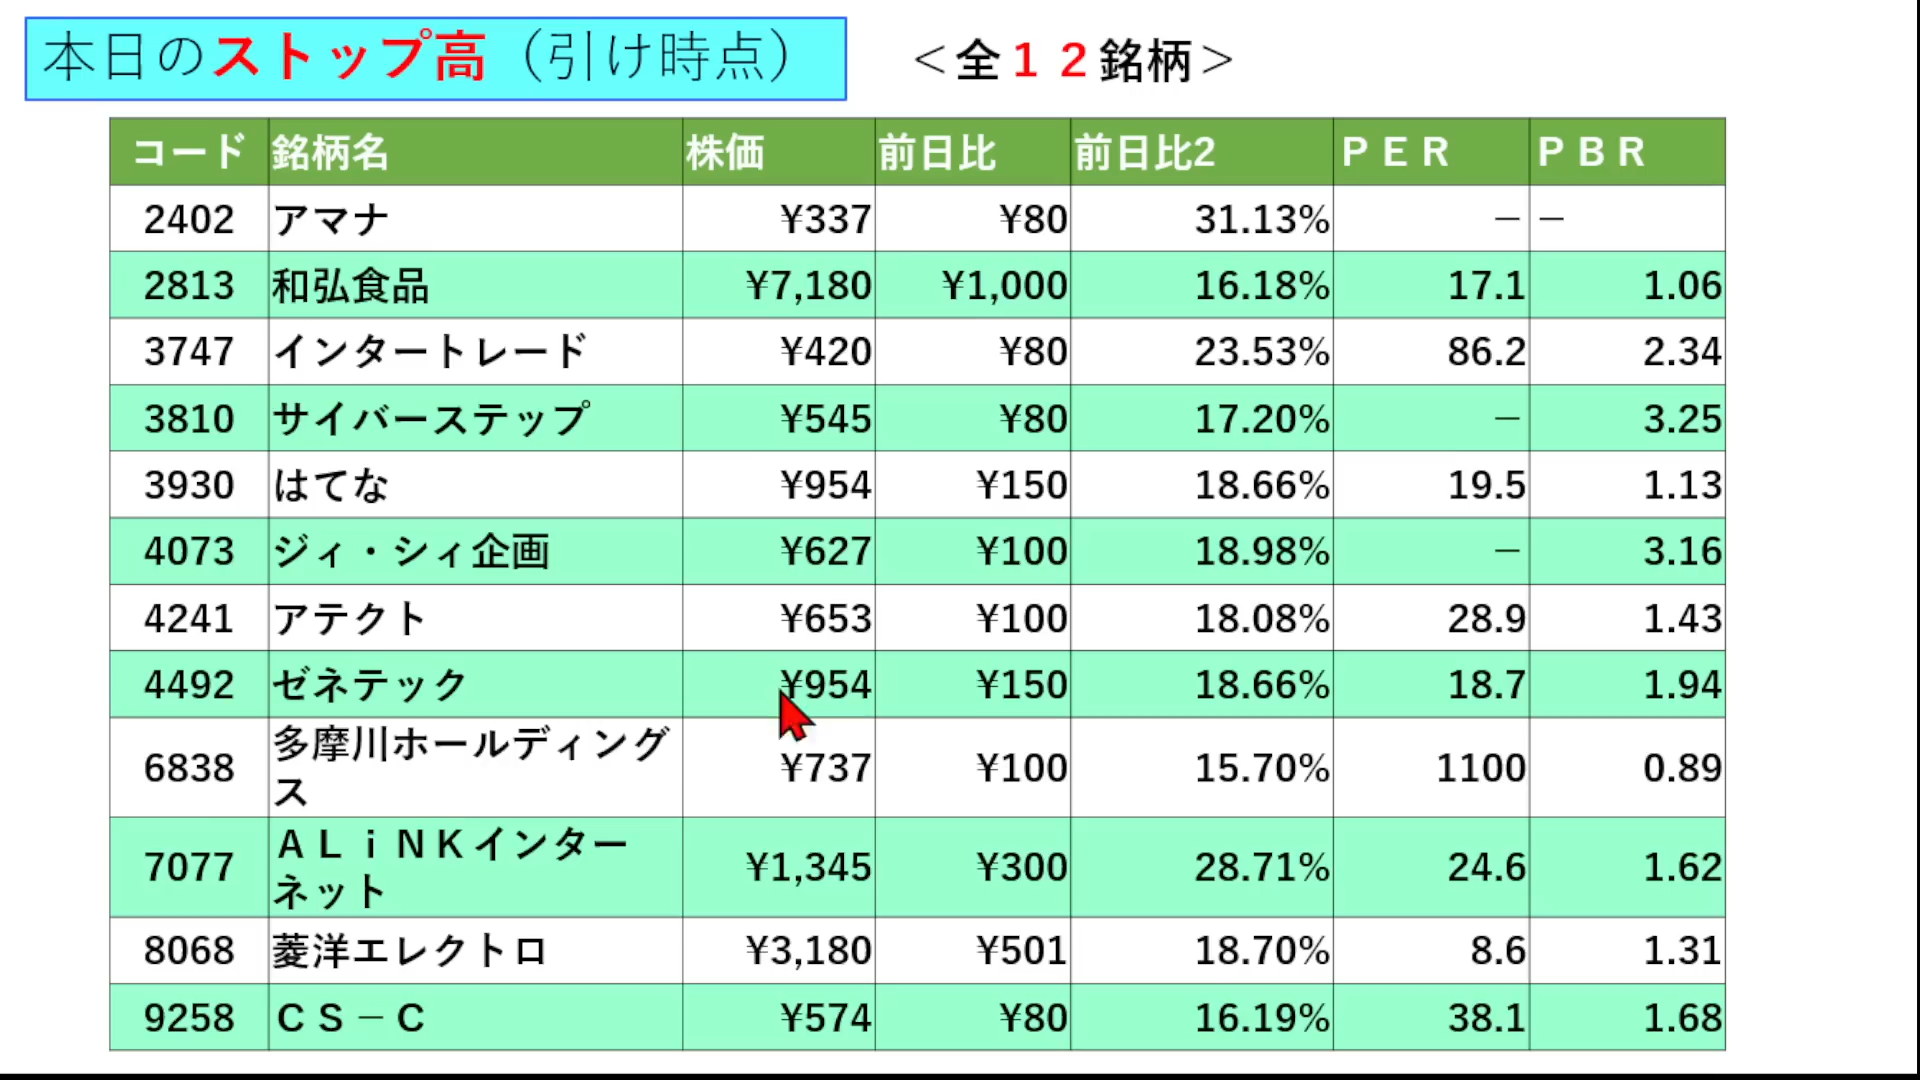 本日のストップ高（引け時点）
＜全１２銘柄＞
コード 銘柄名 株価 前日比 前日比2 ＰＥＲ ＰＢＲ
2402 アマナ ¥337 ¥80 31.13% － －
2813 和弘食品 ¥7,180 ¥1,000 16.18% 17.1 1.06
3747 インタートレード ¥420 ¥80 23.53% 86.2 2.34
3810 サイバーステップ ¥545 ¥80 17.20% － 3.25
3930 はてな ¥954 ¥150 18.66% 19.5 1.13
4073 ジィ・シィ企画 ¥627 ¥100 18.98% － 3.16
4241 アテクト ¥653 ¥100 18.08% 28.9 1.43
4492 ゼネテック ¥954 ¥150 18.66% 18.7 1.94
6838 多摩川ホールディング
ス ¥737 ¥100 15.70% 1100 0.89
7077 ＡＬｉＮＫインター
ネット ¥1,345 ¥300 28.71% 24.6 1.62
8068 菱洋エレクトロ ¥3,180 ¥501 18.70% 8.6 1.31
9258 ＣＳ－Ｃ ¥574 ¥80 16.19% 38.1 1.68